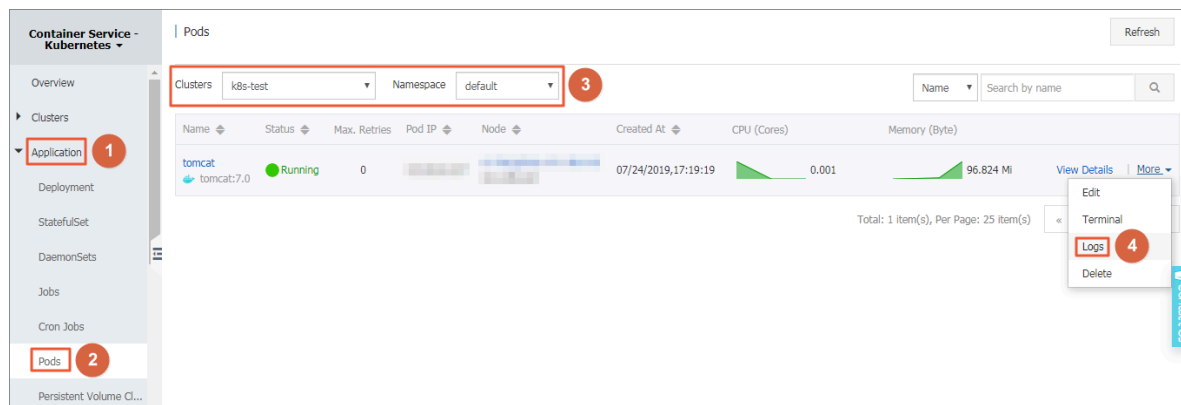 Container Service -
Kubernetes
Pods
Refresh
Overview
Clusters
k8s-test
Namespace
default
3
Name
Search by name
Clusters
Name
Status
Max. Retries
Pod IP
Node
Created At
CPU (Cores)
Memory (Byte)
Application
1
tomcat
tomcat:7.0
Running
0
07/24/2019,17:19:19
0.001
96.824 Mi
View Details
More
Deployment
Edit
StatefulSet
Total: 1 item(s), Per Page: 25 item(s)
«
Terminal
DaemonSets
Logs
4
Delete
Jobs
Cron Jobs
Pods
2
Persistent Volume Cl...